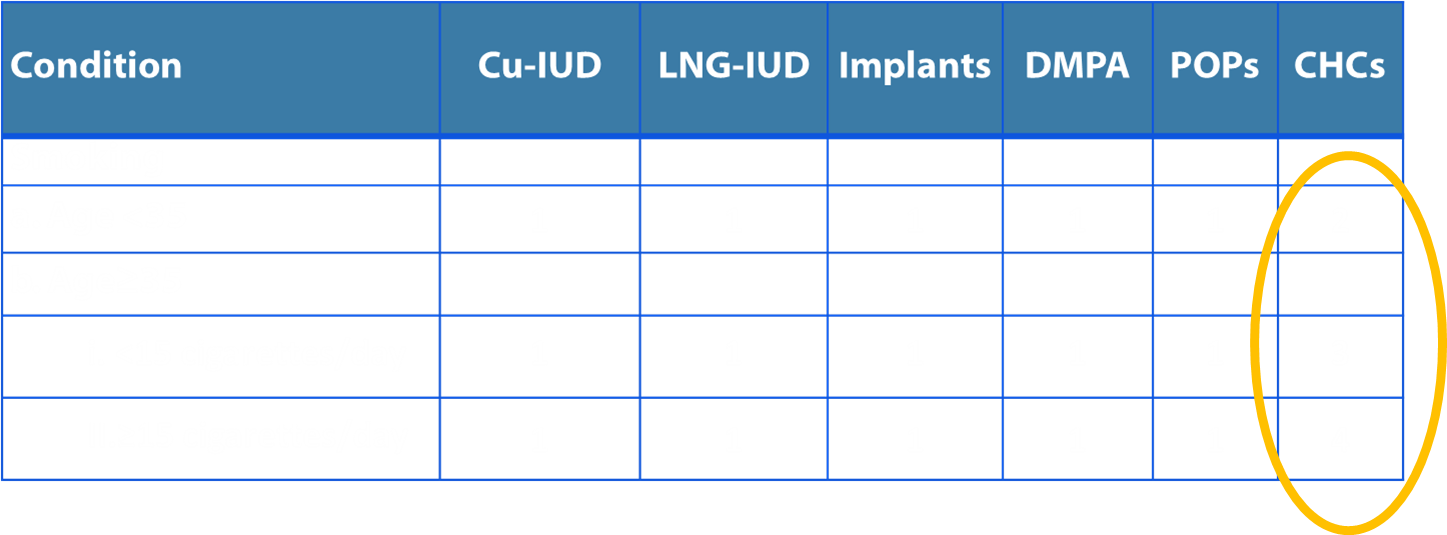 Condition Cu-IUD LNG-IUD Implants DMPA POPs CHCs